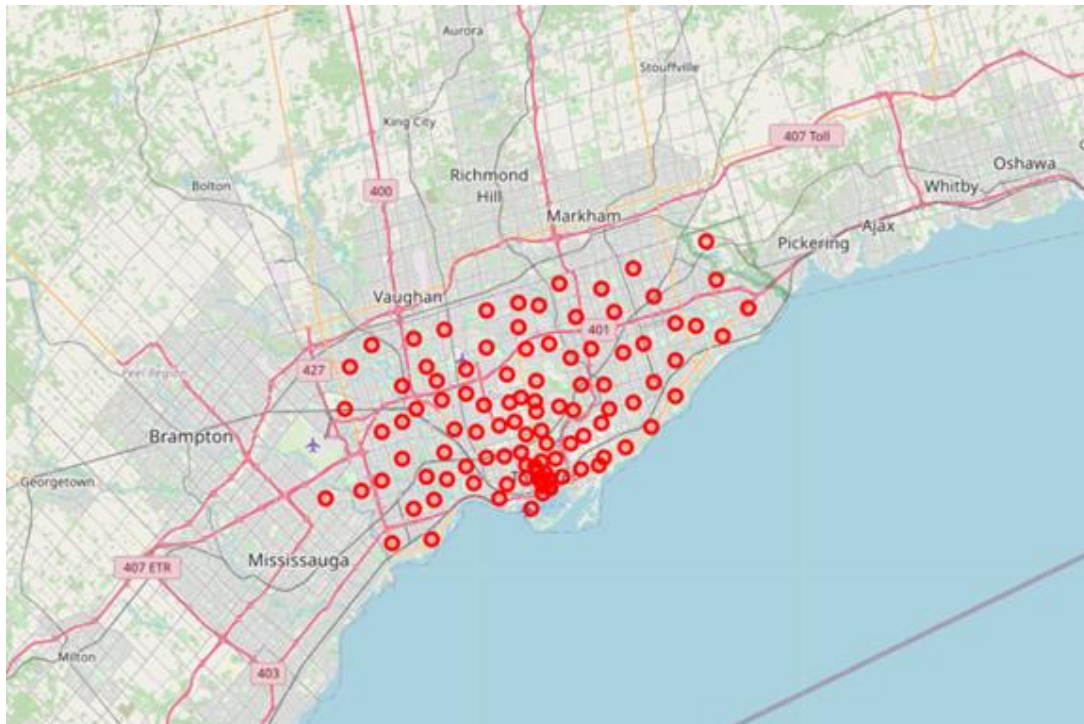 Aurora
Stouffville
King City
407 Toll
Oshawa
Richmond
Hill
Bolton
400
Whitby
Markham
Ajax
Pickering
Vaughan
401
Peel Region
427
Brampton
Georgetown
Mississauga
407 ETR
Milton
403